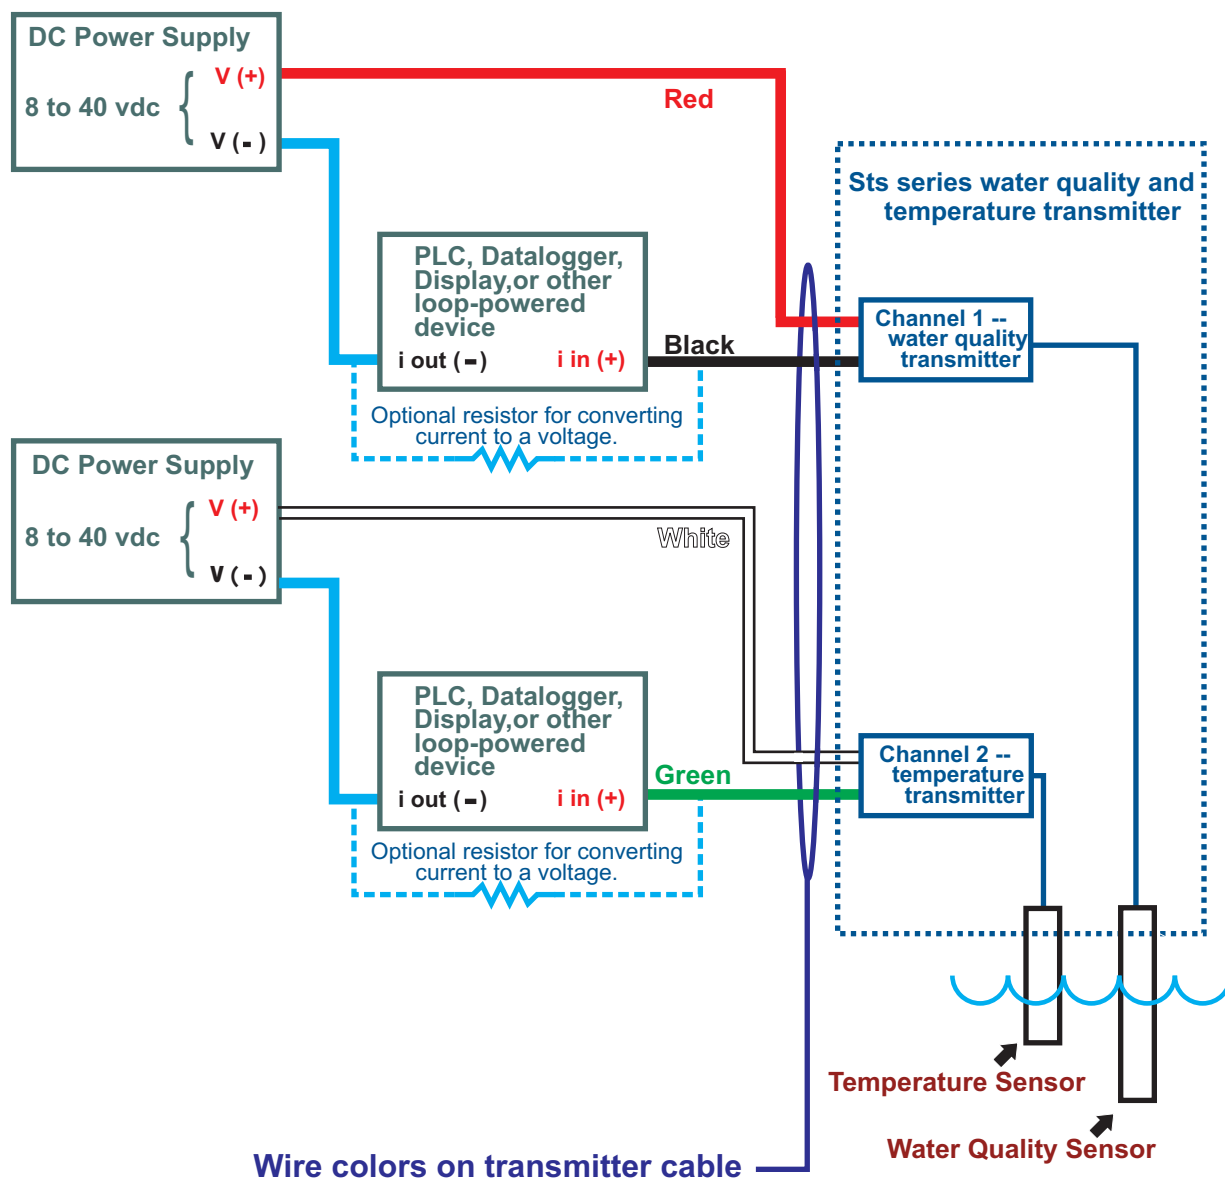 DC Power Supply
V (+)
8 to 40 vdc {
V (-)
Red
Sts series water quality and
temperature transmitter
PLC, Datalogger,
Display,or other
loop-powered
device
i out (-) i in (+)
Black
Channel 1 --
water quality
transmitter
Optional resistor for converting
current to a voltage.
DC Power Supply
V (+)
8 to 40 vdc {
V (-)
White
PLC, Datalogger,
Display,or other
loop-powered
device
i out (-) i in (+)
Green
Channel 2 --
temperature
transmitter
Optional resistor for converting
current to a voltage.
Temperature Sensor
Water Quality Sensor
Wire colors on transmitter cable